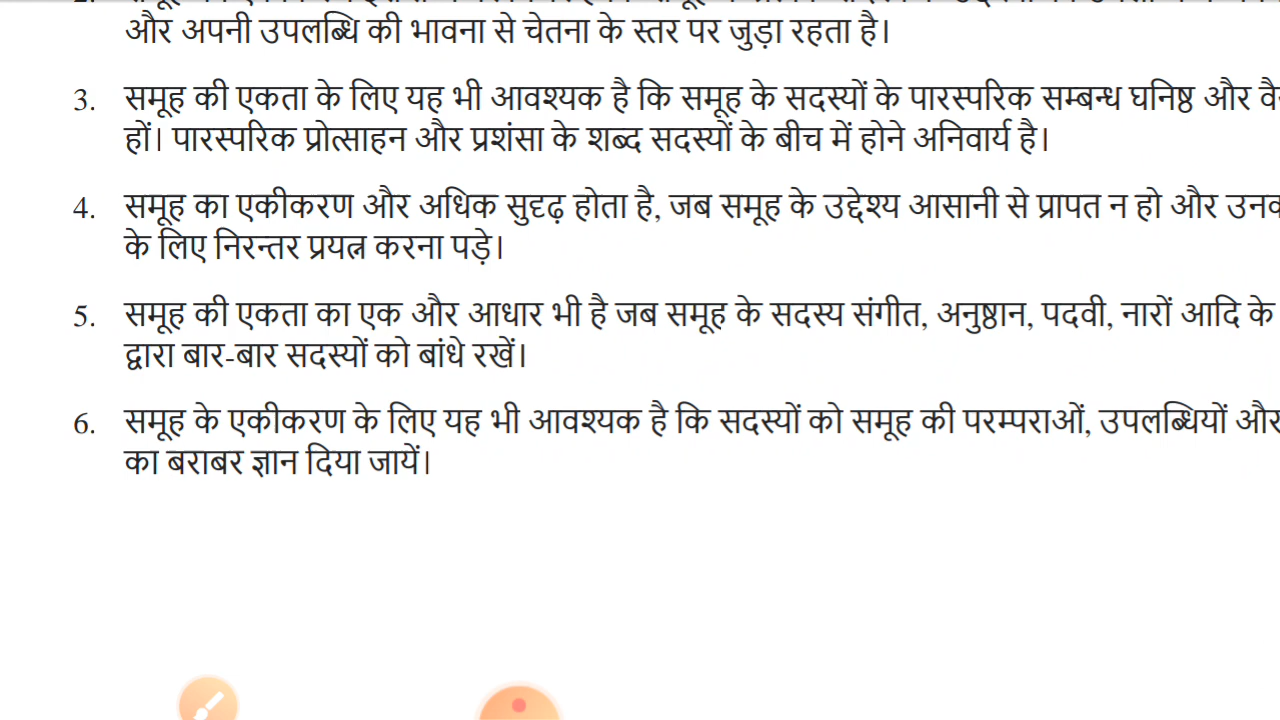 और अपनी उपलब्धि की भावना से चेतना के स्तर पर जुड़ा रहता है।
3. समूह की एकता के लिए यह भी आवश्यक है कि समूह के सदस्यों के पारस्परिक सम्बन्ध घनिष्ठ और
हों। पारस्परिक प्रोत्साहन और प्रशंसा के शब्द सदस्यों के बीच में होने अनिवार्य है।
4. समूह का एकीकरण और अधिक सुदृढ़ होता है, जब समूह के उद्देश्य आसानी से प्रापत न हो और
के लिए निरन्तर प्रयत्न करना पड़े।
5. समूह की एकता का एक और आधार भी है जब समूह के सदस्य संगीत, अनुष्ठान, पदवी, नारों आदि के
द्वारा बार-बार सदस्यों को बांधे रखें।
6. समूह के एकीकरण के लिए यह भी आवश्यक है कि सदस्यों को समूह की परम्पराओं, उपलब्धियों और
का बराबर ज्ञान दिया जायें।